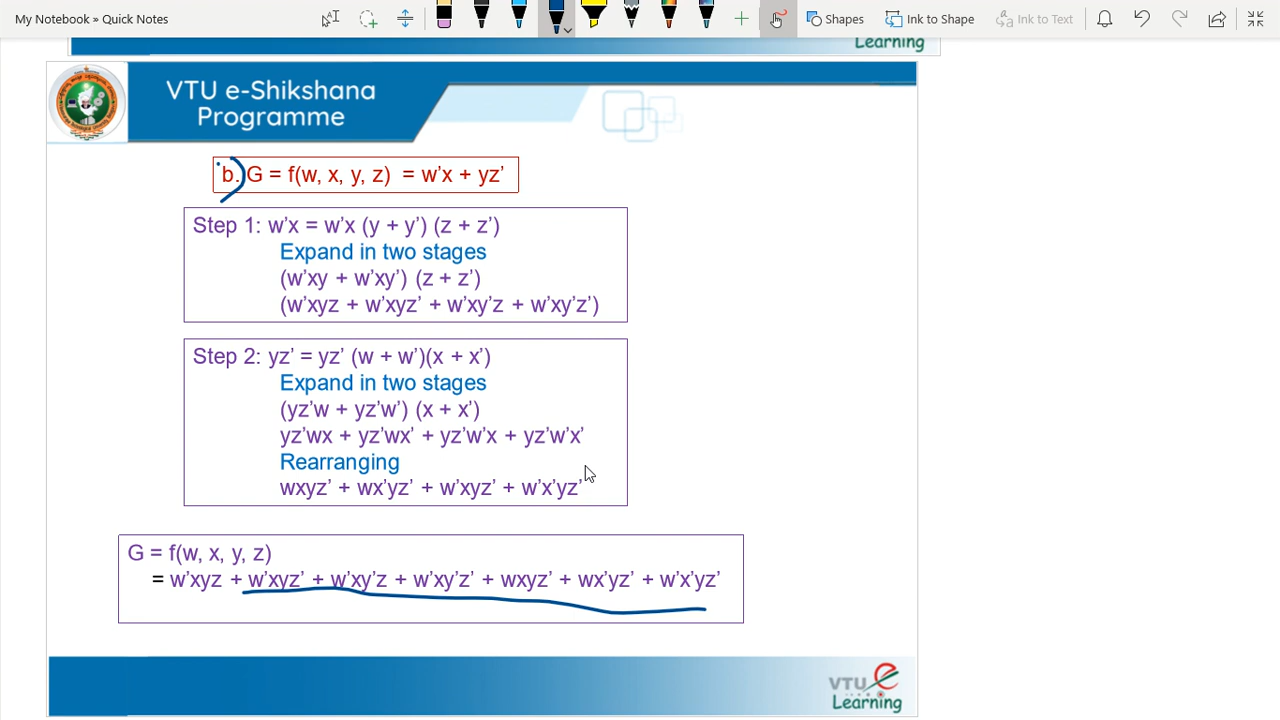 My Notebook » Quick Notes
Shapes
Ink to Shape
Ink to Text
Learning
VTU e-Shikshana
Programme
b. G = f(w, x, y, z) = w’x + yz’
Step 1: w’x = w’x (y + y’) (z + z’)
Expand in two stages
(w’xy + w’xy’) (z + z’)
(w’xyz + w’xyz’ + w’xy’z + w’xy’z’)
Step 2: yz’ = yz’ (w + w’)(x + x’)
Expand in two stages
(yz’w + yz’w’) (x + x’)
yz’wx + yz’wx’ + yz’w’x + yz’w’x’
Rearranging
wxyz’ + wx’yz’ + w’xyz’ + w’x’yz’
G = f(w, x, y, z)
= w’xyz + w’xyz’ + w’xy’z + w’xy’z’ + wxyz’ + wx’yz’ + w’x’yz’
VTU e
Learning